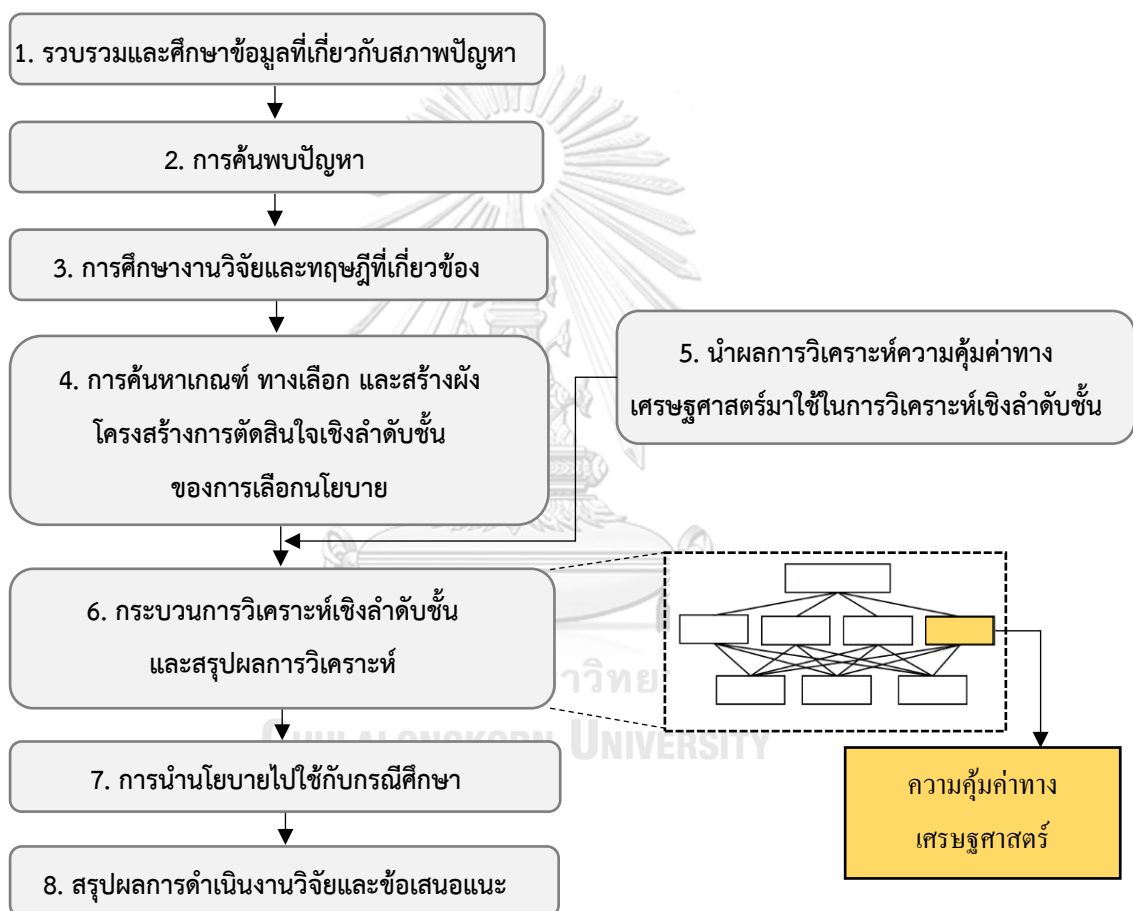 1. รวบรวมและศึกษาข้อมูลที่เกี่ยวกับสภาพปัญหา
2. การค้นพบปัญหา
3. การศึกษางานวิจัยและทฤษฎีที่เกี่ยวข้อง
4. การค้นหาเกณฑ์ ทางเลือก และสร้างผัง
โครงสร้างการตัดสินใจเชิงลำดับชั้น
ของการเลือกนโยบาย
5. นำผลการวิเคราะห์ความคุ้มค่าทาง
เศรษฐศาสตร์มาใช้ในการวิเคราะห์เชิงลำดับชั้น
6. กระบวนการวิเคราะห์เชิงลำดับชั้น
และสรุปผลการวิเคราะห์
7. การนำนโยบายไปใช้กับกรณีศึกษา
8. สรุปผลการดำเนินงานวิจัยและข้อเสนอแนะ
ความคุ้มค่าทาง
เศรษฐศาสตร์
าวิทย
CHULALONGKORN UNIVERSITY